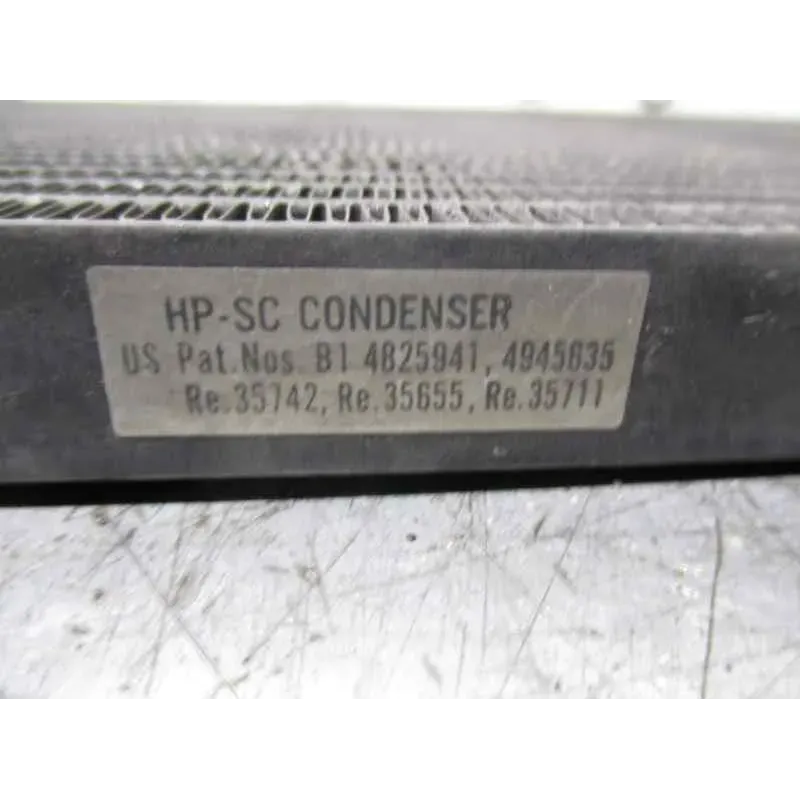 HP-SC CONDENSER
US Pat.Nos. B1 4825941, 4945635
Re.35742, Re.35655, Re.35711